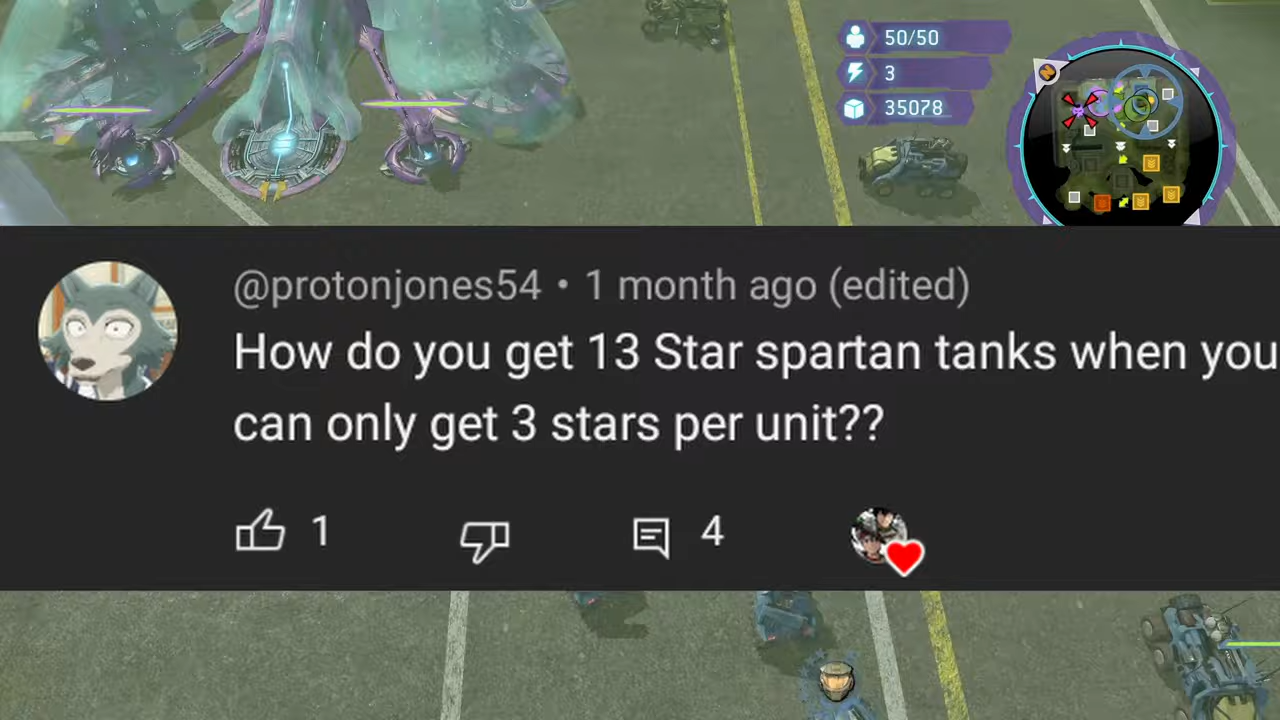 50/50
3
35078
@protonjones54 • 1 month ago (edited)
How do you get 13 Star spartan tanks when you
can only get 3 stars per unit??
1
4